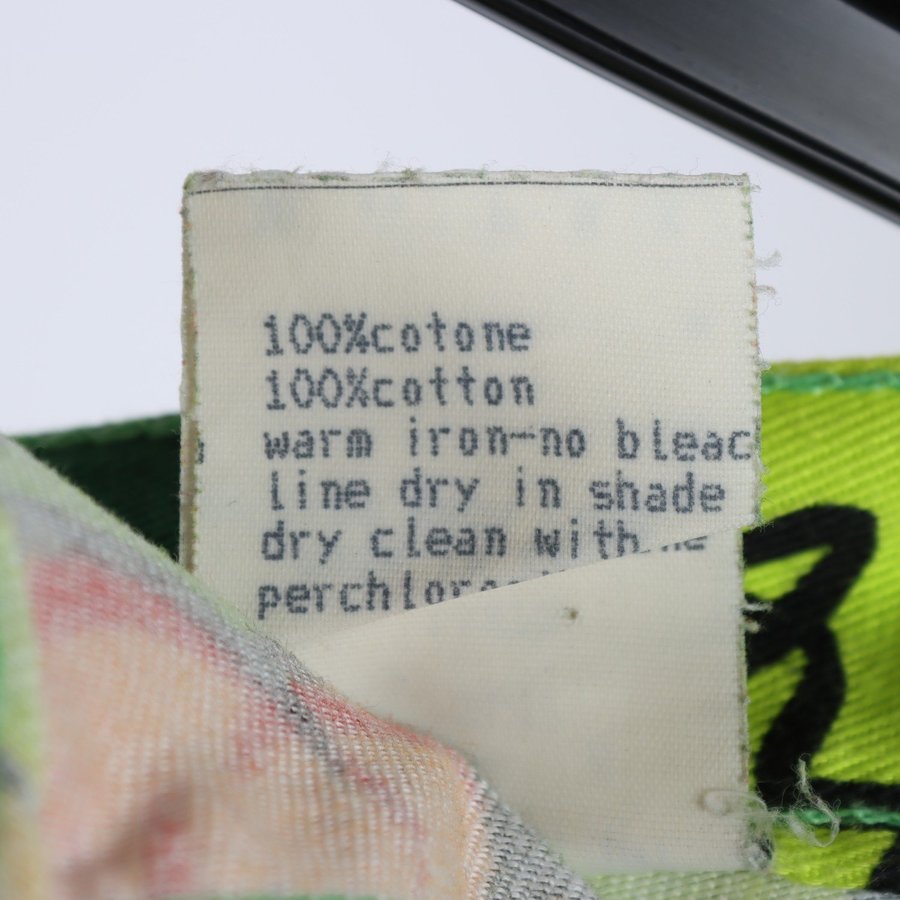 100%cotone
100%cotton
warm iron-no bleac
line dry in shade
dry clean with